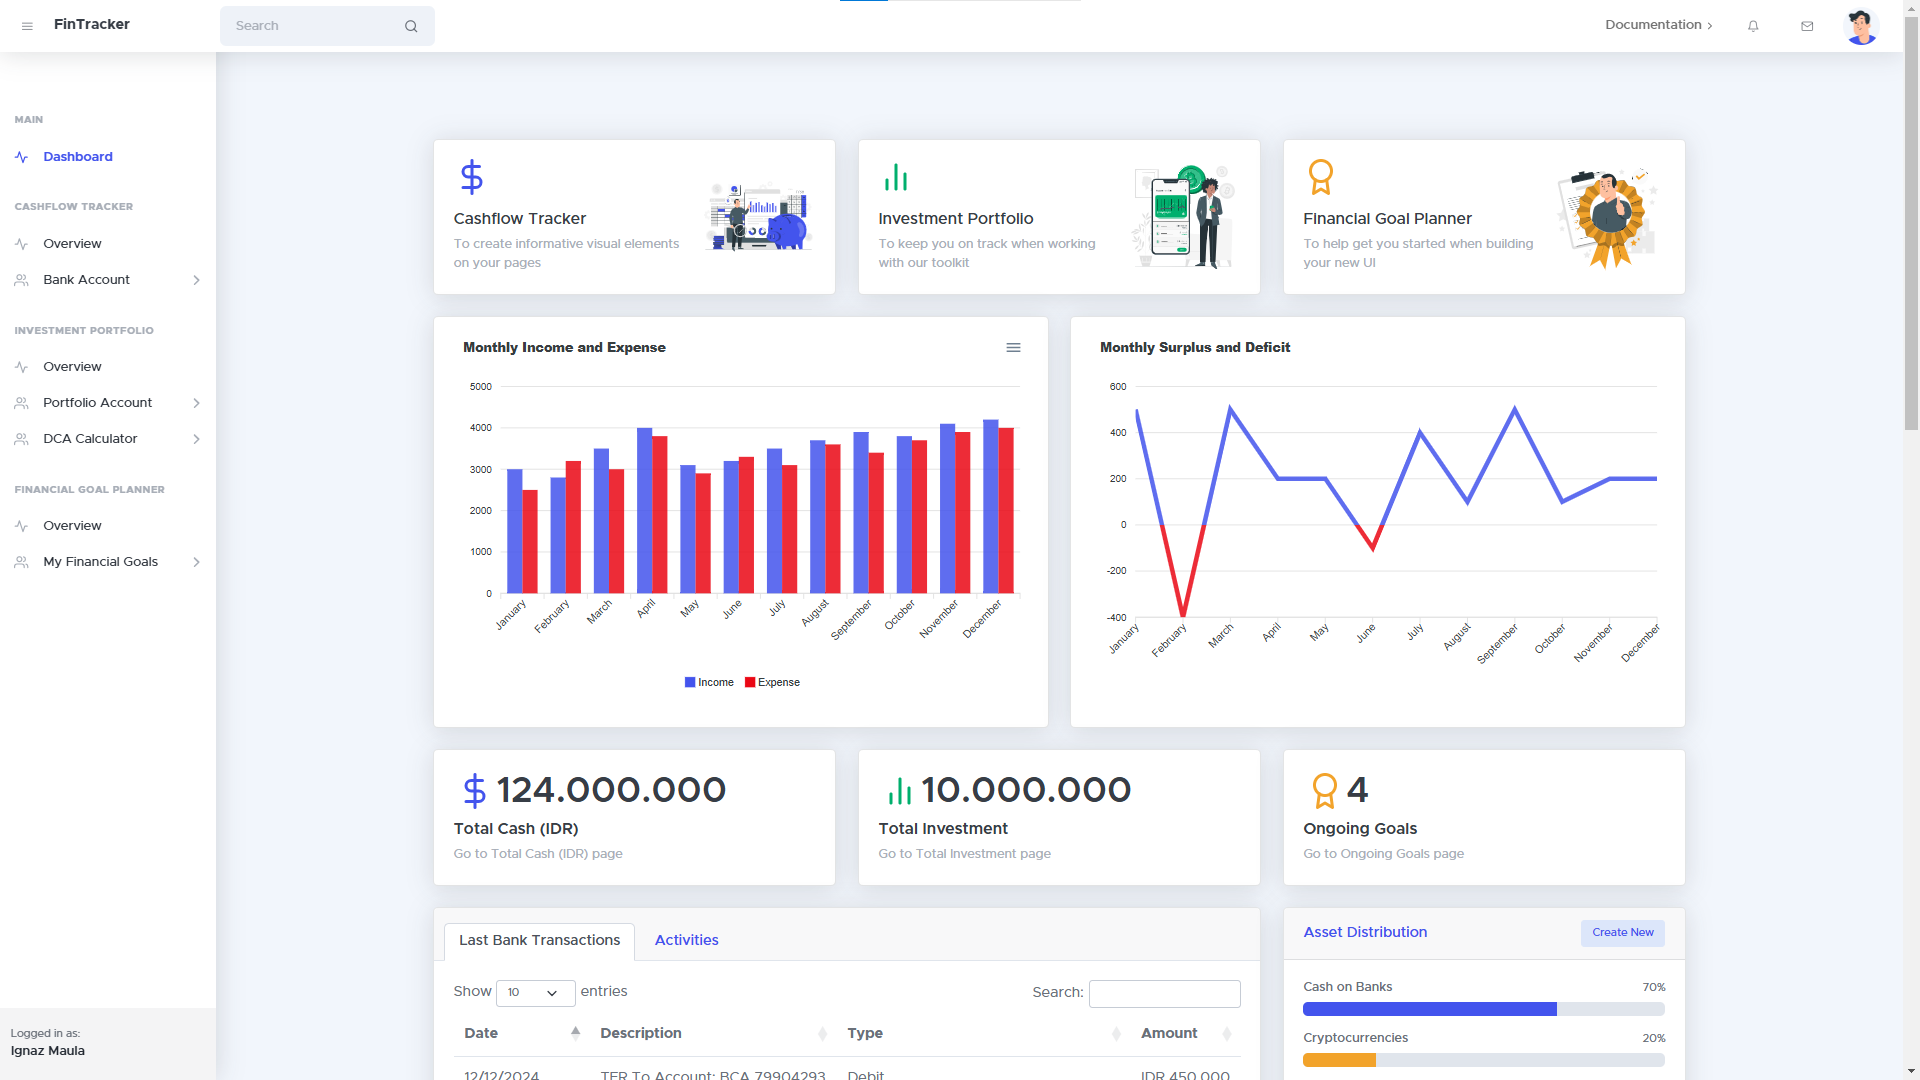 FinTracker
Search
Documentation
MAIN
Dashboard
CASHFLOW TRACKER
Overview
Bank Account
INVESTMENT PORTFOLIO
Overview
Portfolio Account
DCA Calculator
FINANCIAL GOAL PLANNER
Overview
My Financial Goals
Logged in as:
Ignaz Maula
Cashflow Tracker
To create informative visual elements
on your pages
Investment Portfolio
To keep you on track when working
with our toolkit
Financial Goal Planner
To help get you started when building
your new UI
Monthly Income and Expense
5000
4000
3000
2000
1000
0
January
February
March
April
May
June
July
August
September
October
November
December
Income Expense
Monthly Surplus and Deficit
600
400
200
0
-200
-400
January
February
March
April
May
June
July
August
September
October
November
December
124.000.000
Total Cash (IDR)
Go to Total Cash (IDR) page
10.000.000
Total Investment
Go to Total Investment page
4
Ongoing Goals
Go to Ongoing Goals page
Last Bank Transactions Activities
Show 10 entries
Search:
Date Description Type Amount
12/12/2024 TFR To Account: BCA 79904293 Debit IDR 450.000
Asset Distribution Create New
Cash on Banks 70%
Cryptocurrencies 20%